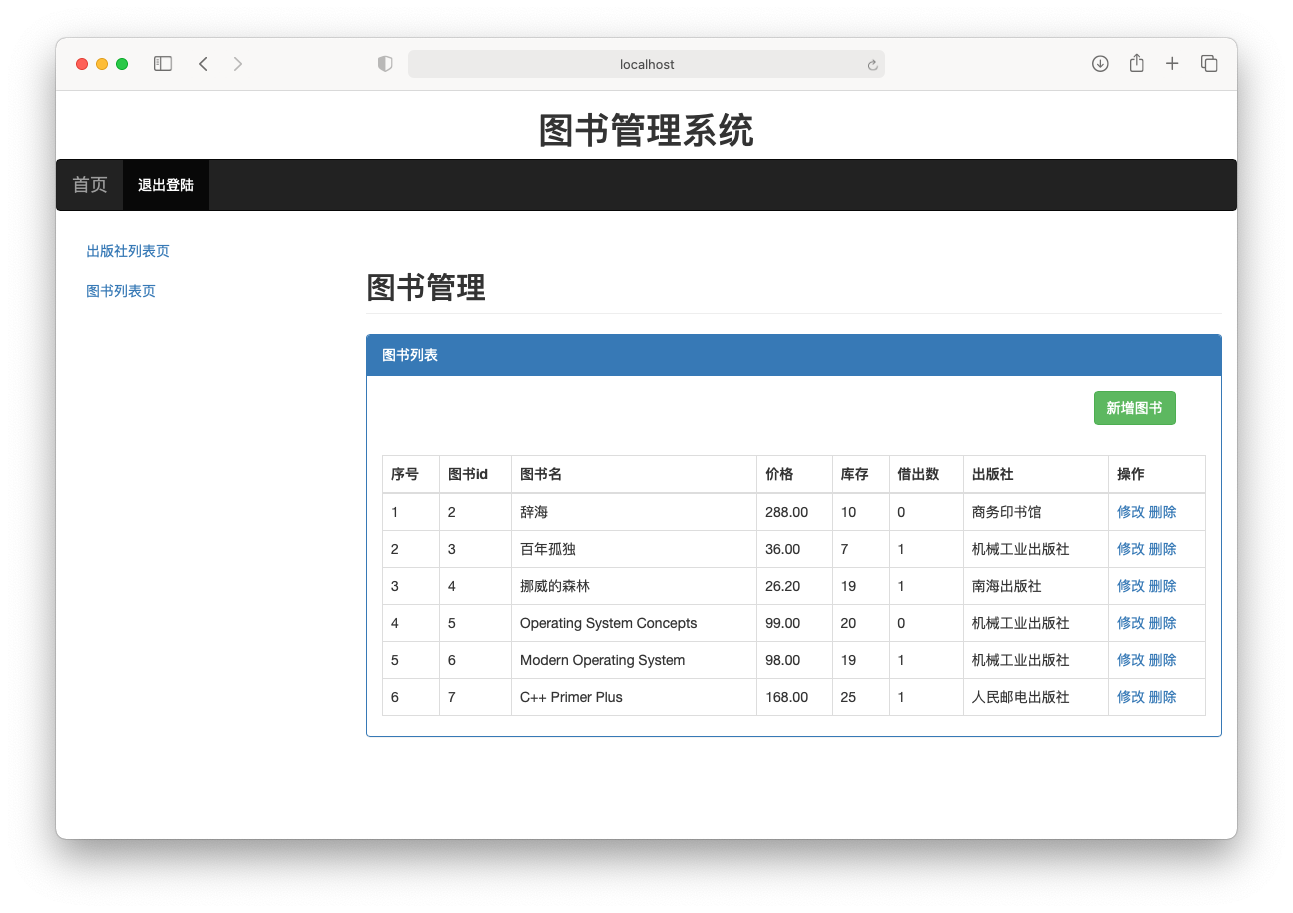 localhost
图书管理系统
首页 退出登陆
出版社列表页
图书列表页
图书管理
图书列表
新增图书
序号 图书id 图书名 价格 库存 借出数 出版社 操作
1 2 辞海 288.00 10 0 商务印书馆 修改 删除
2 3 百年孤独 36.00 7 1 机械工业出版社 修改 删除
3 4 挪威的森林 26.20 19 1 南海出版社 修改 删除
4 5 Operating System Concepts 99.00 20 0 机械工业出版社 修改 删除
5 6 Modern Operating System 98.00 19 1 机械工业出版社 修改 删除
6 7 C++ Primer Plus 168.00 25 1 人民邮电出版社 修改 删除